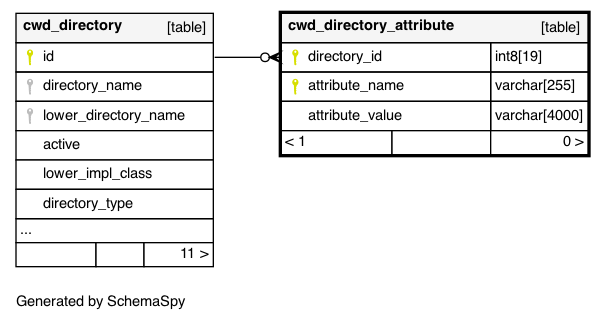 cwd_directory [table]
id
directory_name
lower_directory_name
active
lower_impl_class
directory_type
...
11 >
cwd_directory_attribute [table]
directory_id int8[19]
attribute_name varchar[255]
attribute_value varchar[4000]
< 1 0 >
Generated by SchemaSpy